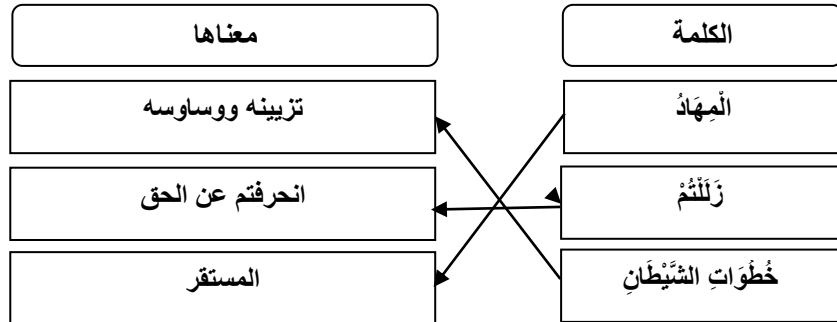 الكلمة
معناها
الْمِهَادُ
تزيينه ووساوسه
زَلَلْتُمْ
انحرفتم عن الحق
خُطُوَاتِ الشَّيْطَانِ
المستقر